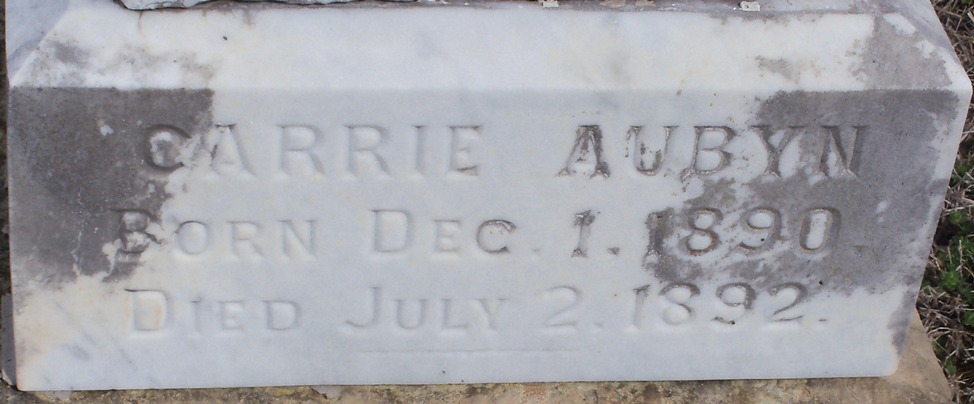 CARRIE AUBYN
BORN DEC. 1. 1890.
DIED JULY 2. 1892.